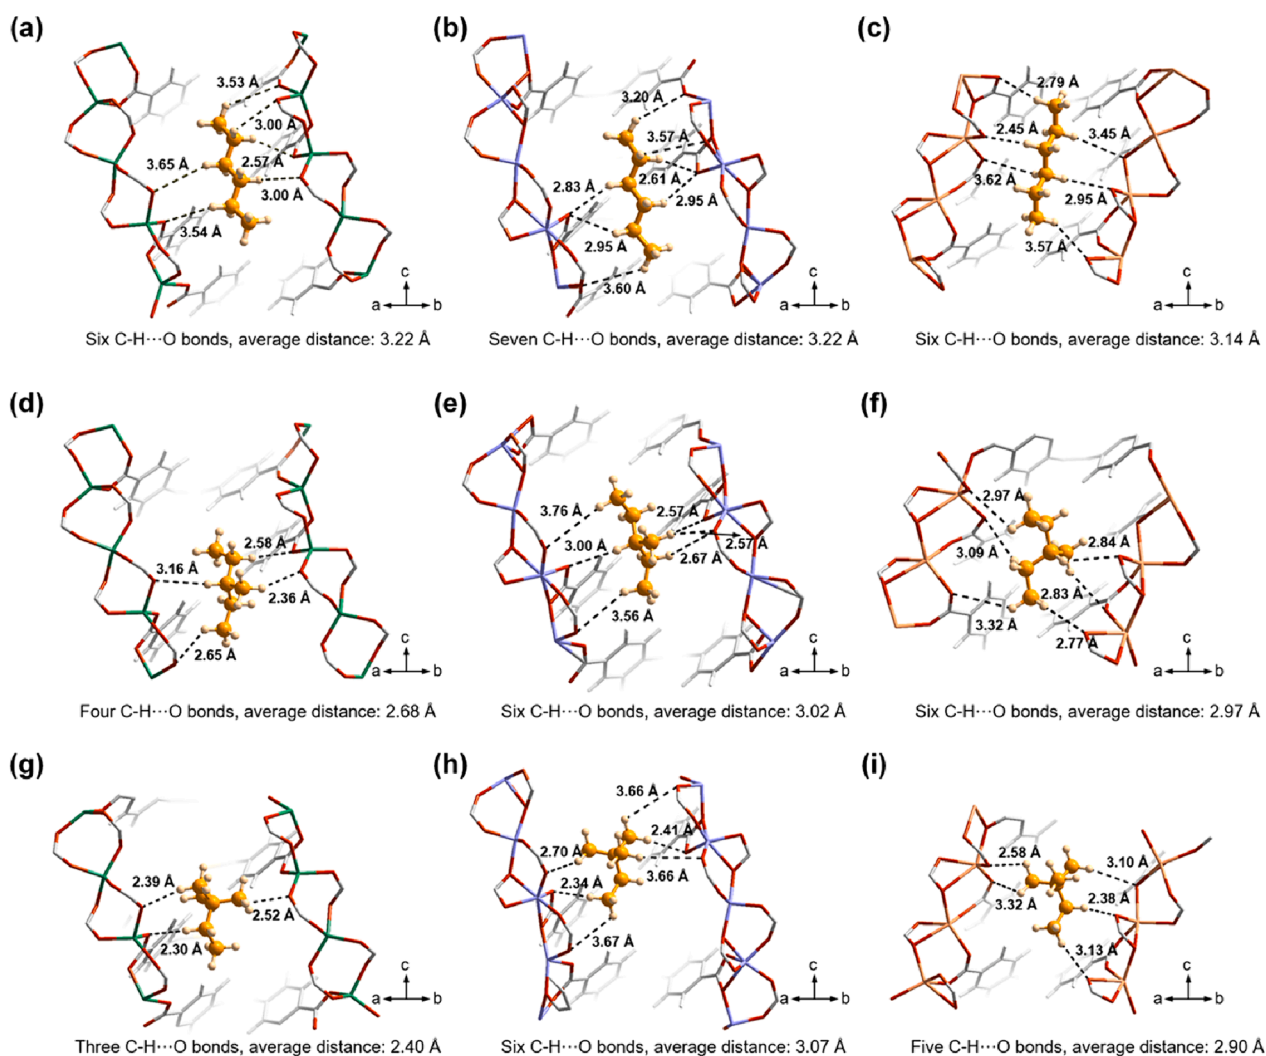 (a)
3.53 Å
3.00 Å
3.65 Å
2.57 Å
3.00 Å
3.54 Å
c
a
b
Six C-H···O bonds, average distance: 3.22 Å
(b)
3.20 Å
3.57 Å
2.61 Å
2.83 Å
2.95 Å
2.95 Å
3.60 Å
c
a
b
Seven C-H···O bonds, average distance: 3.22 Å
(c)
2.79 Å
2.45 Å
3.45 Å
3.62 Å
2.95 Å
3.57 Å
c
a
b
Six C-H···O bonds, average distance: 3.14 Å
(d)
2.58 Å
3.16 Å
2.36 Å
2.65 Å
c
a
b
Four C-H···O bonds, average distance: 2.68 Å
(e)
3.76 Å
2.57 Å
3.00 Å
2.57 Å
2.67 Å
3.56 Å
c
a
b
Six C-H···O bonds, average distance: 3.02 Å
(f)
2.97 Å
3.09 Å
2.84 Å
2.83 Å
3.32 Å
2.77 Å
c
a
b
Six C-H···O bonds, average distance: 2.97 Å
(g)
2.39 Å
2.52 Å
2.30 Å
c
a
b
Three C-H···O bonds, average distance: 2.40 Å
(h)
3.66 Å
2.41 Å
2.70 Å
3.66 Å
2.34 Å
3.67 Å
c
a
b
Six C-H···O bonds, average distance: 3.07 Å
(i)
2.58 Å
3.10 Å
3.32 Å
2.38 Å
3.13 Å
c
a
b
Five C-H···O bonds, average distance: 2.90 Å